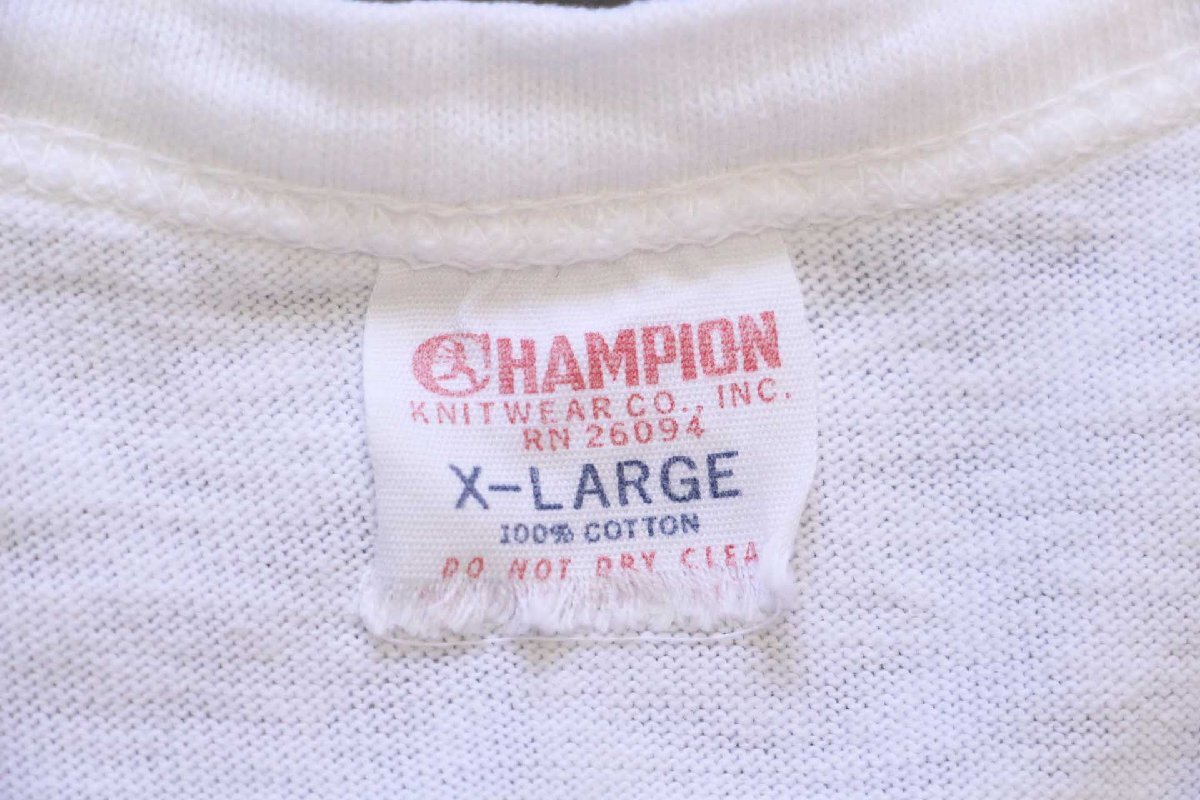 CHAMPION
KNITWEAR CO., INC.
RN 26094
X-LARGE
100% COTTON
DO NOT DRY CLEA